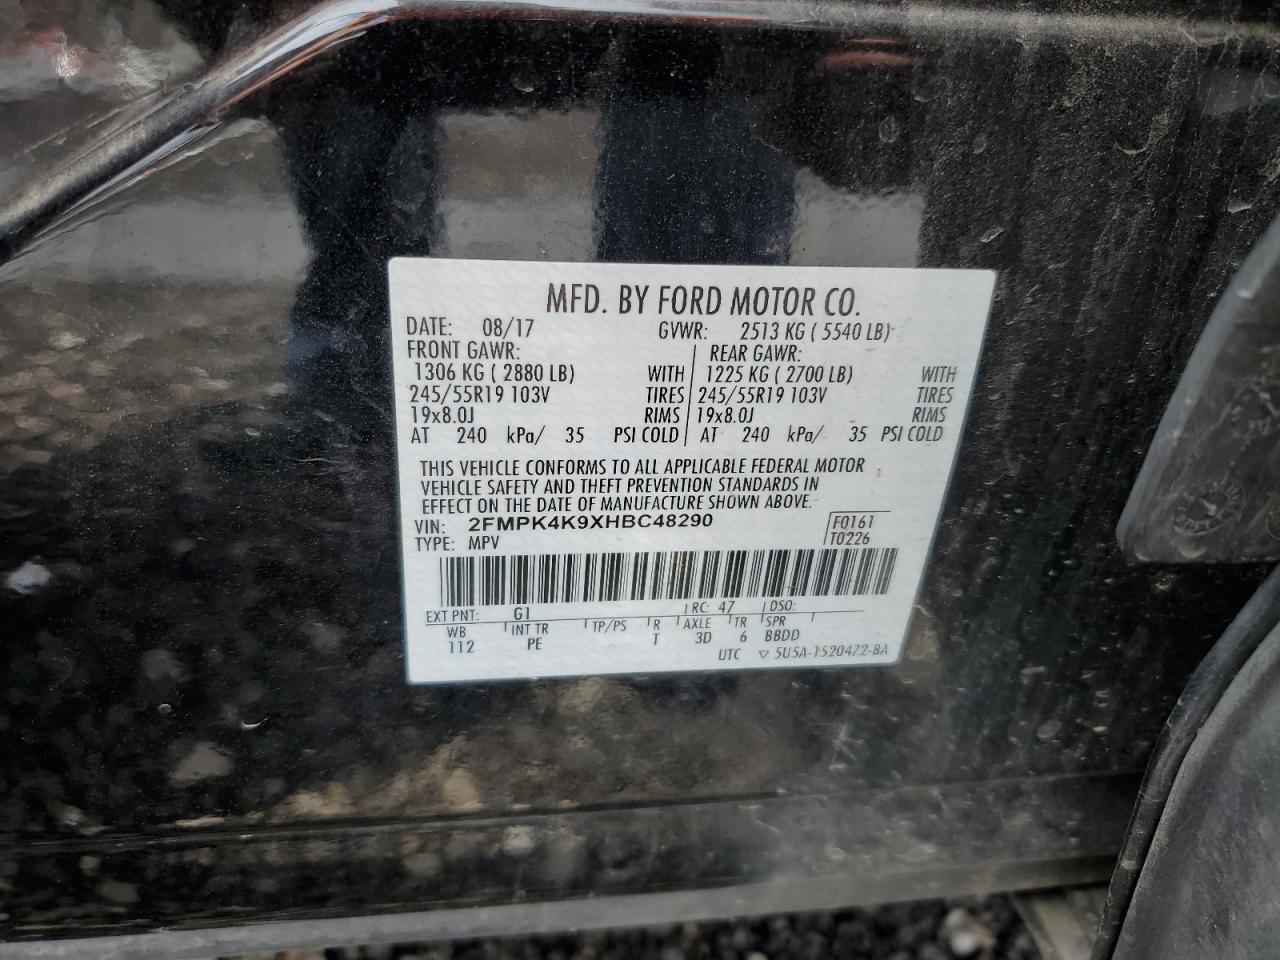 MFD. BY FORD MOTOR CO.
DATE: 08/17 GVWR: 2513 KG ( 5540 LB)
FRONT GAWR: REAR GAWR:
1306 KG ( 2880 LB) WITH 1225 KG ( 2700 LB) WITH
245/55R19 103V TIRES 245/55R19 103V TIRES
19x8.0J RIMS 19x8.0J RIMS
AT 240 kPa/ 35 PSI COLD AT 240 kPa/ 35 PSI COLD
THIS VEHICLE CONFORMS TO ALL APPLICABLE FEDERAL MOTOR
VEHICLE SAFETY AND THEFT PREVENTION STANDARDS IN
EFFECT ON THE DATE OF MANUFACTURE SHOWN ABOVE.
VIN: 2FMPK4K9XHBC48290 F0161
TYPE: MPV T0226
EXT PNT: G1 RC: 47 DSO:
WB INT TR TP/PS R AXLE TR SPR
112 PE T 3D 6 BBDD
UTC ▽ 5U5A-1520472-BA